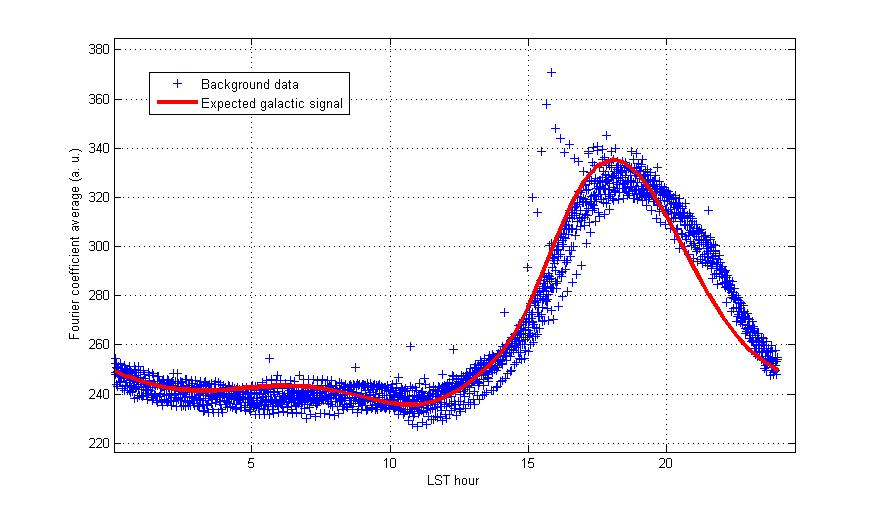 380
360
340
320
300
280
260
240
220
Fourier coefficient average (a. u.)
Background data
Expected galactic signal
5 10 15 20
LST hour